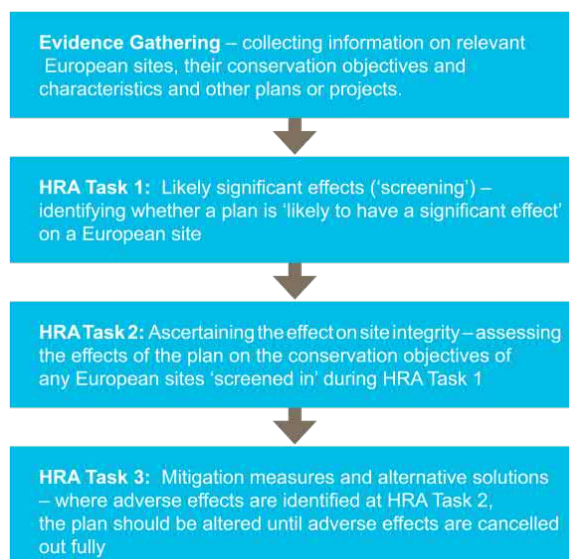 Evidence Gathering – collecting information on relevant
European sites, their conservation objectives and
characteristics and other plans or projects.
HRA Task 1: Likely significant effects (‘screening’) –
identifying whether a plan is ‘likely to have a significant effect’
on a European site
HRA Task 2: Ascertaining the effect on site integrity – assessing
the effects of the plan on the conservation objectives of
any European sites ‘screened in’ during HRA Task 1
HRA Task 3: Mitigation measures and alternative solutions
– where adverse effects are identified at HRA Task 2,
the plan should be altered until adverse effects are cancelled
out fully